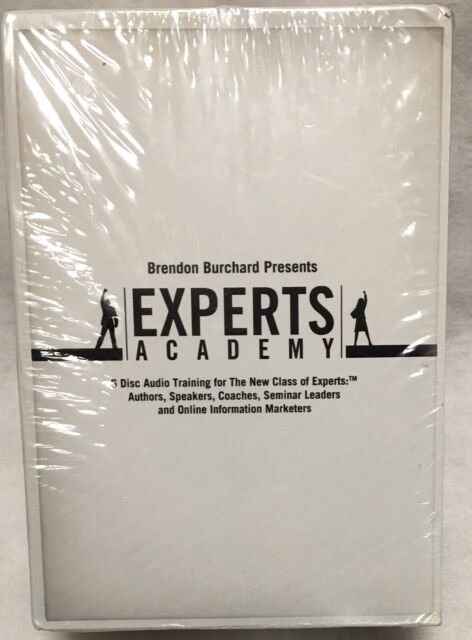 Brendon Burchard Presents
EXPERTS
ACADEMY
Disc Audio Training for The New Class of Experts:™
Authors, Speakers, Coaches, Seminar Leaders
and Online Information Marketers